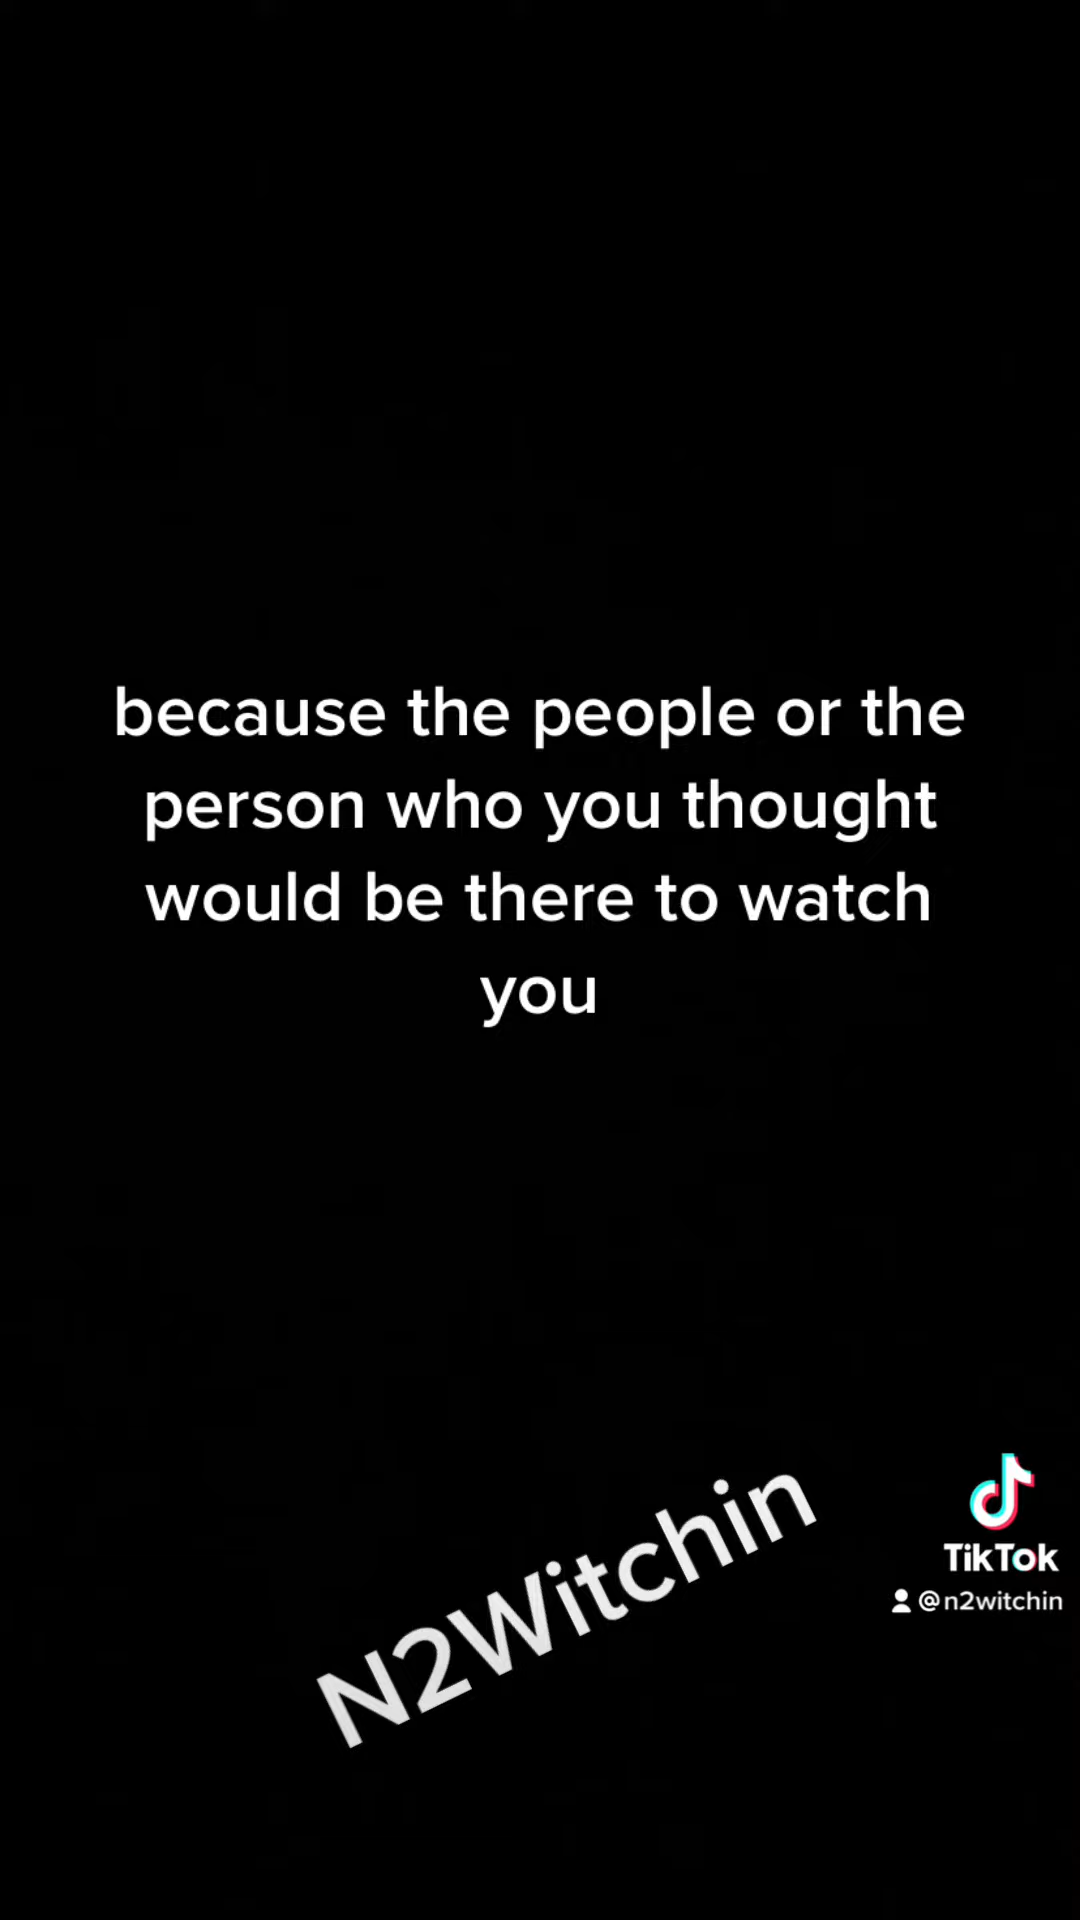 because the people or the
person who you thought
would be there to watch
you
N2Witchin
TikTok
@n2witchin